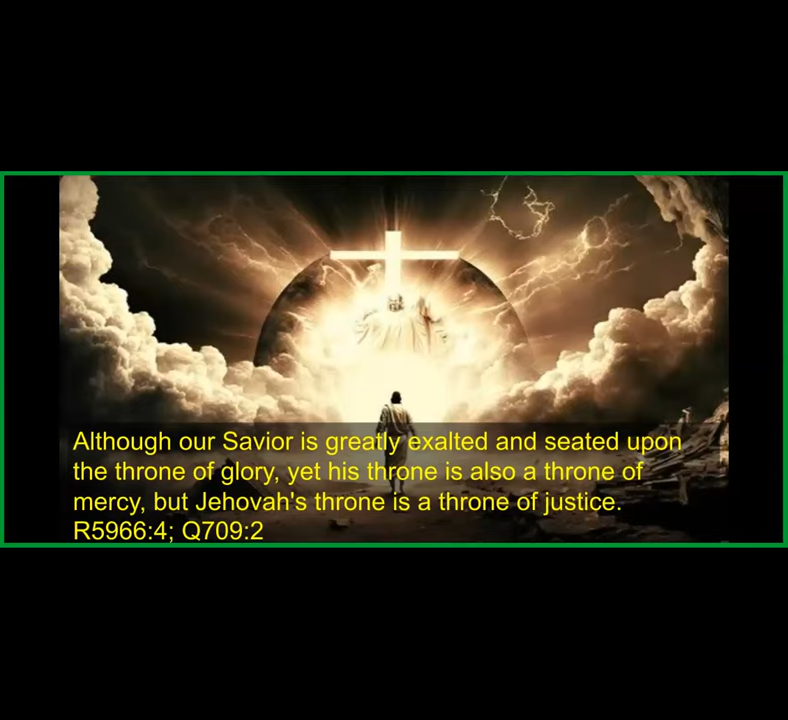 Although our Savior is greatly exalted and seated upon
the throne of glory, yet his throne is also a throne of
mercy, but Jehovah's throne is a throne of justice.
R5966:4; Q709:2